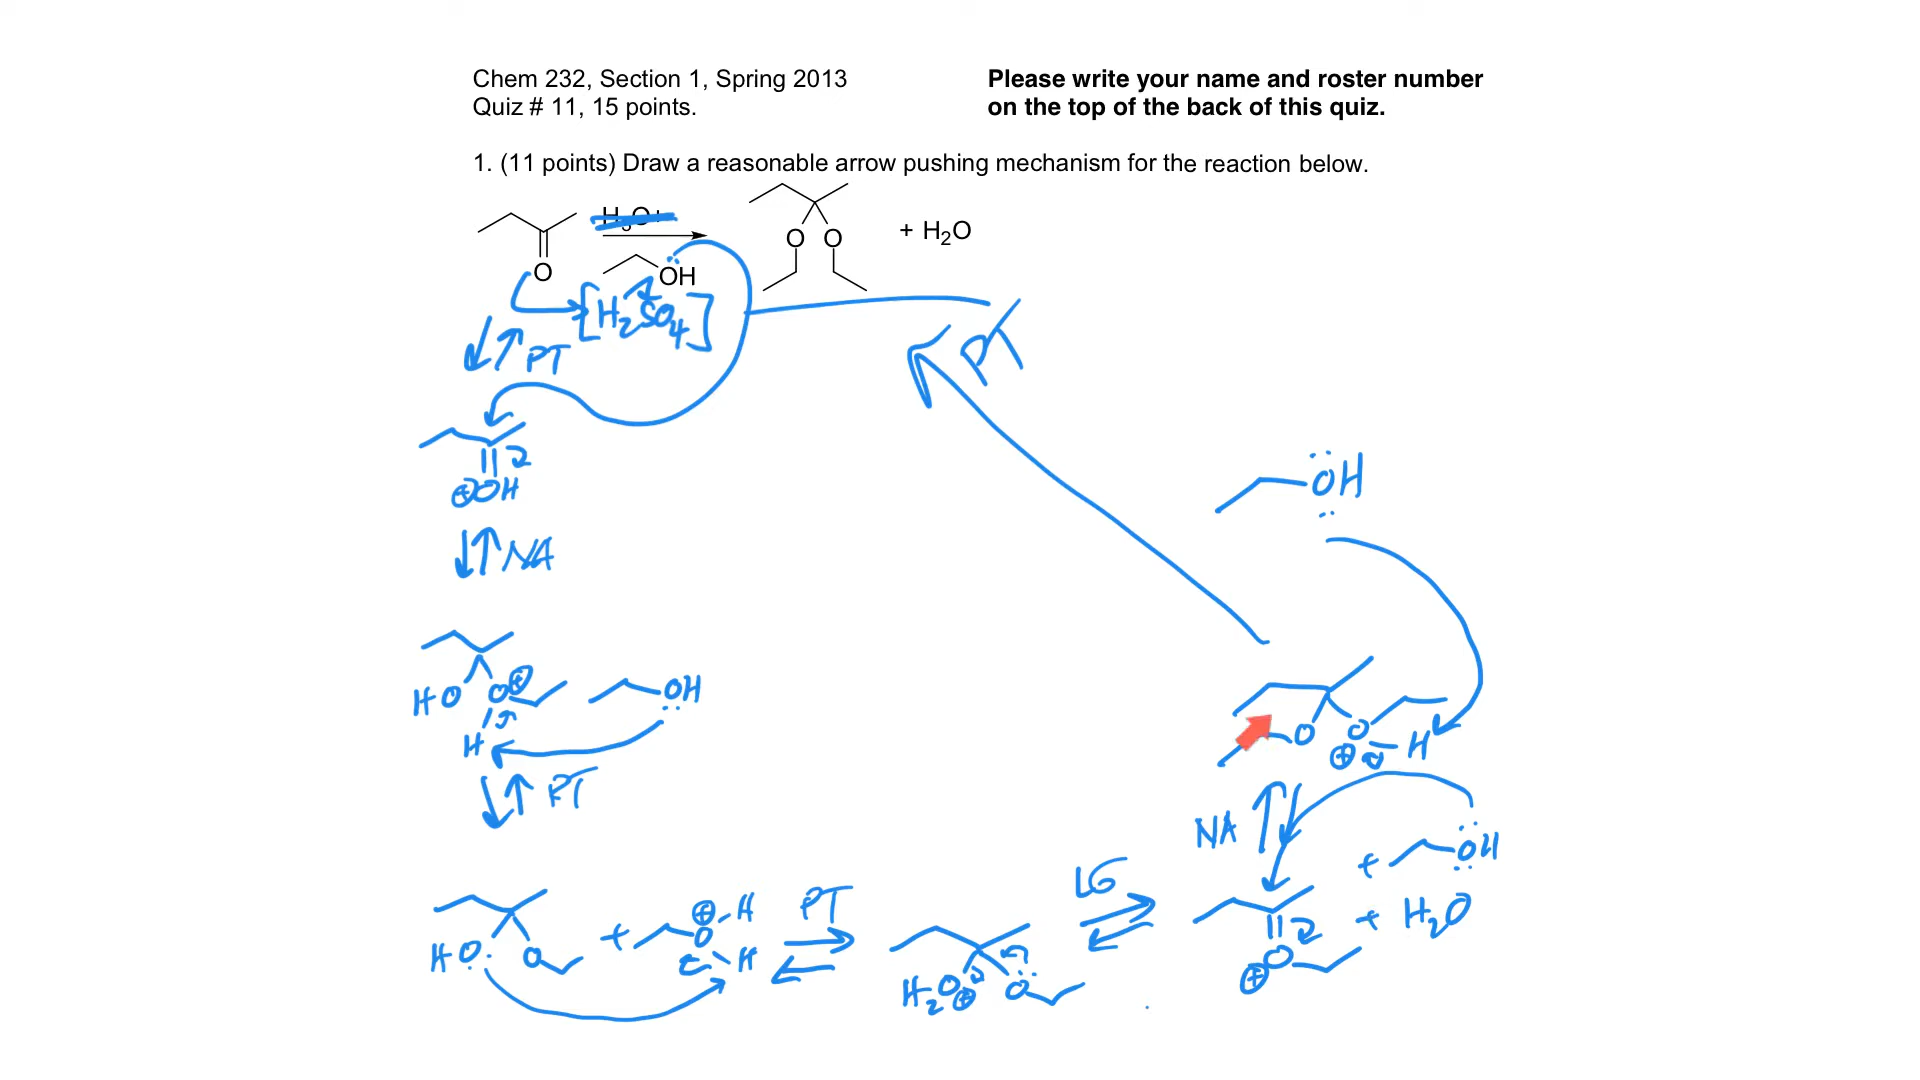 Chem 232, Section 1, Spring 2013
Quiz # 11, 15 points.
Please write your name and roster number
on the top of the back of this quiz.
1. (11 points) Draw a reasonable arrow pushing mechanism for the reaction below.
H3O+
O
OH
O O
+ H2O
[H2SO4]
PT
PT
⊕OH
NA
OH
HO O⊕
H
OH
PT
O O⊕ H
NA
+ OH
LG
HO O
+ O⊕ H H
PT
H2O⊕ O
O⊕
+ H2O